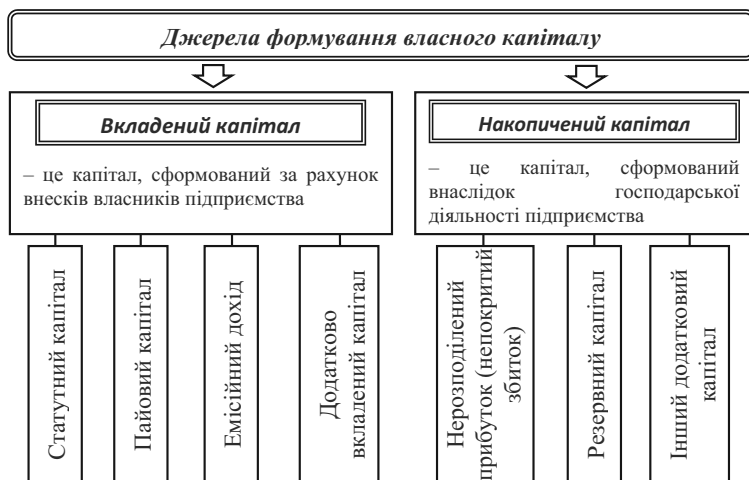 Джерела формування власного капіталу
Вкладений капітал
– це капітал, сформований за рахунок
внесків власників підприємства
Накопичений капітал
– це капітал, сформований
внаслідок господарської
діяльності підприємства
Статутний капітал
Пайовий капітал
Емісійний дохід
Додатково
вкладений капітал
Нерозподілений
прибуток (непокритий
збиток)
Резервний капітал
Інший додатковий
капітал